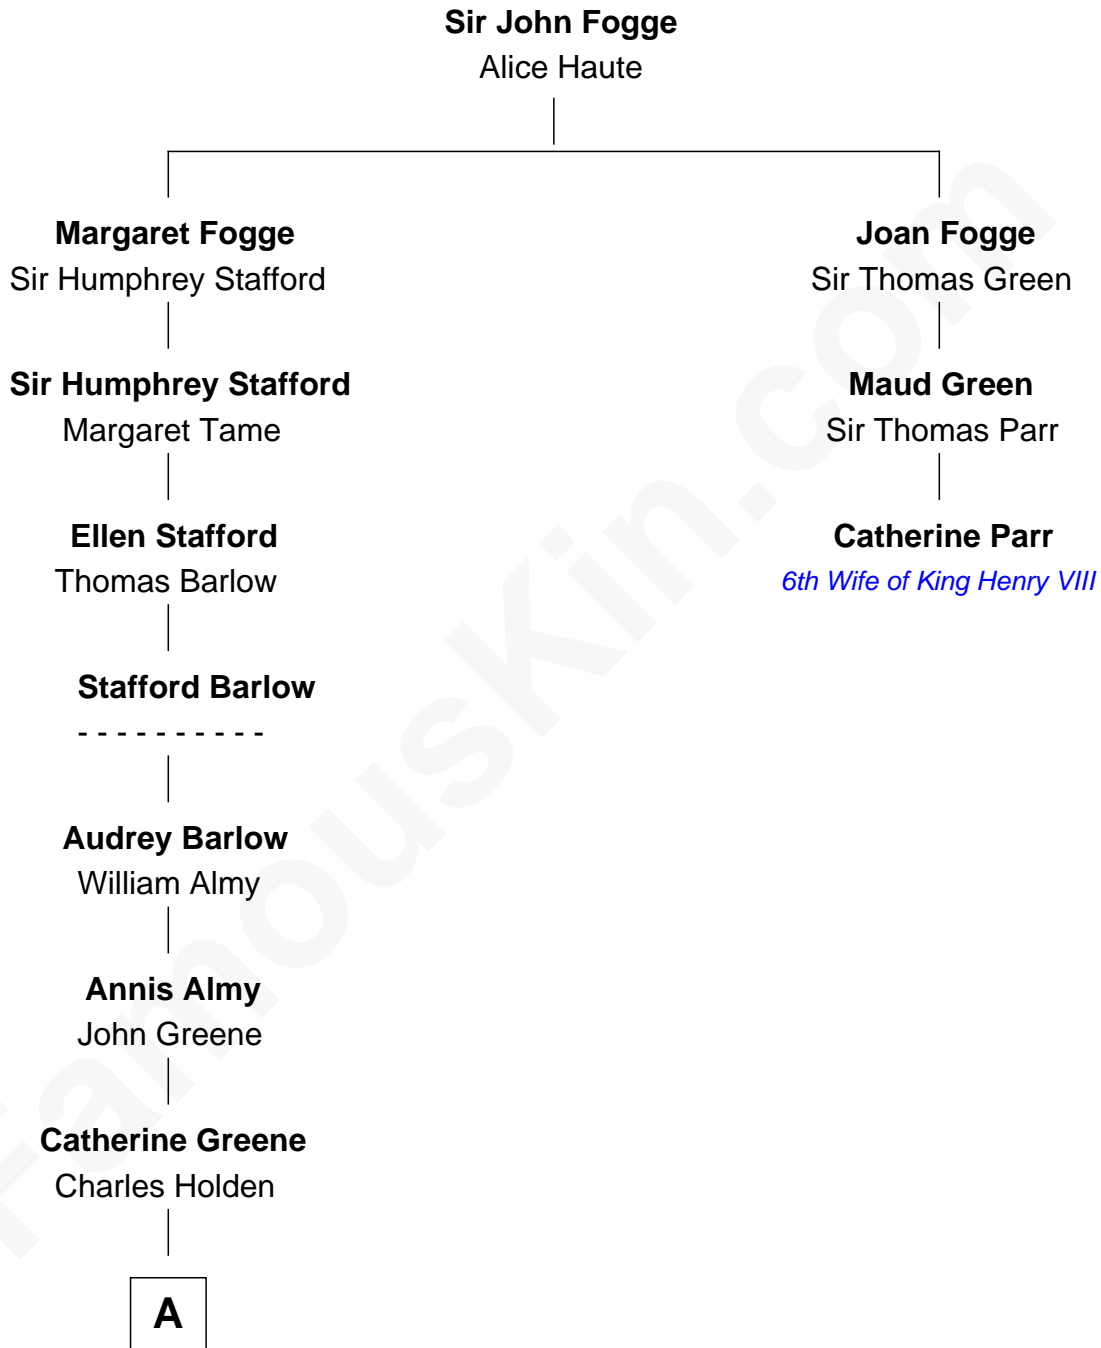 Sir John Fogge
Alice Haute
Margaret Fogge
Sir Humphrey Stafford
Joan Fogge
Sir Thomas Green
Sir Humphrey Stafford
Margaret Tame
Maud Green
Sir Thomas Parr
Ellen Stafford
Thomas Barlow
Catherine Parr
6th Wife of King Henry VIII
Stafford Barlow
- - - - - - - - - -
Audrey Barlow
William Almy
Annis Almy
John Greene
Catherine Greene
Charles Holden
A
FamousKin.com